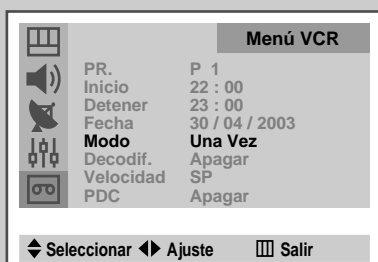 Menú VCR
PR. P 1
Inicio 22 : 00
Detener 23 : 00
Fecha 30 / 04 / 2003
Modo Una Vez
Decodif. Apagar
Velocidad SP
PDC Apagar
Seleccionar Ajuste Salir